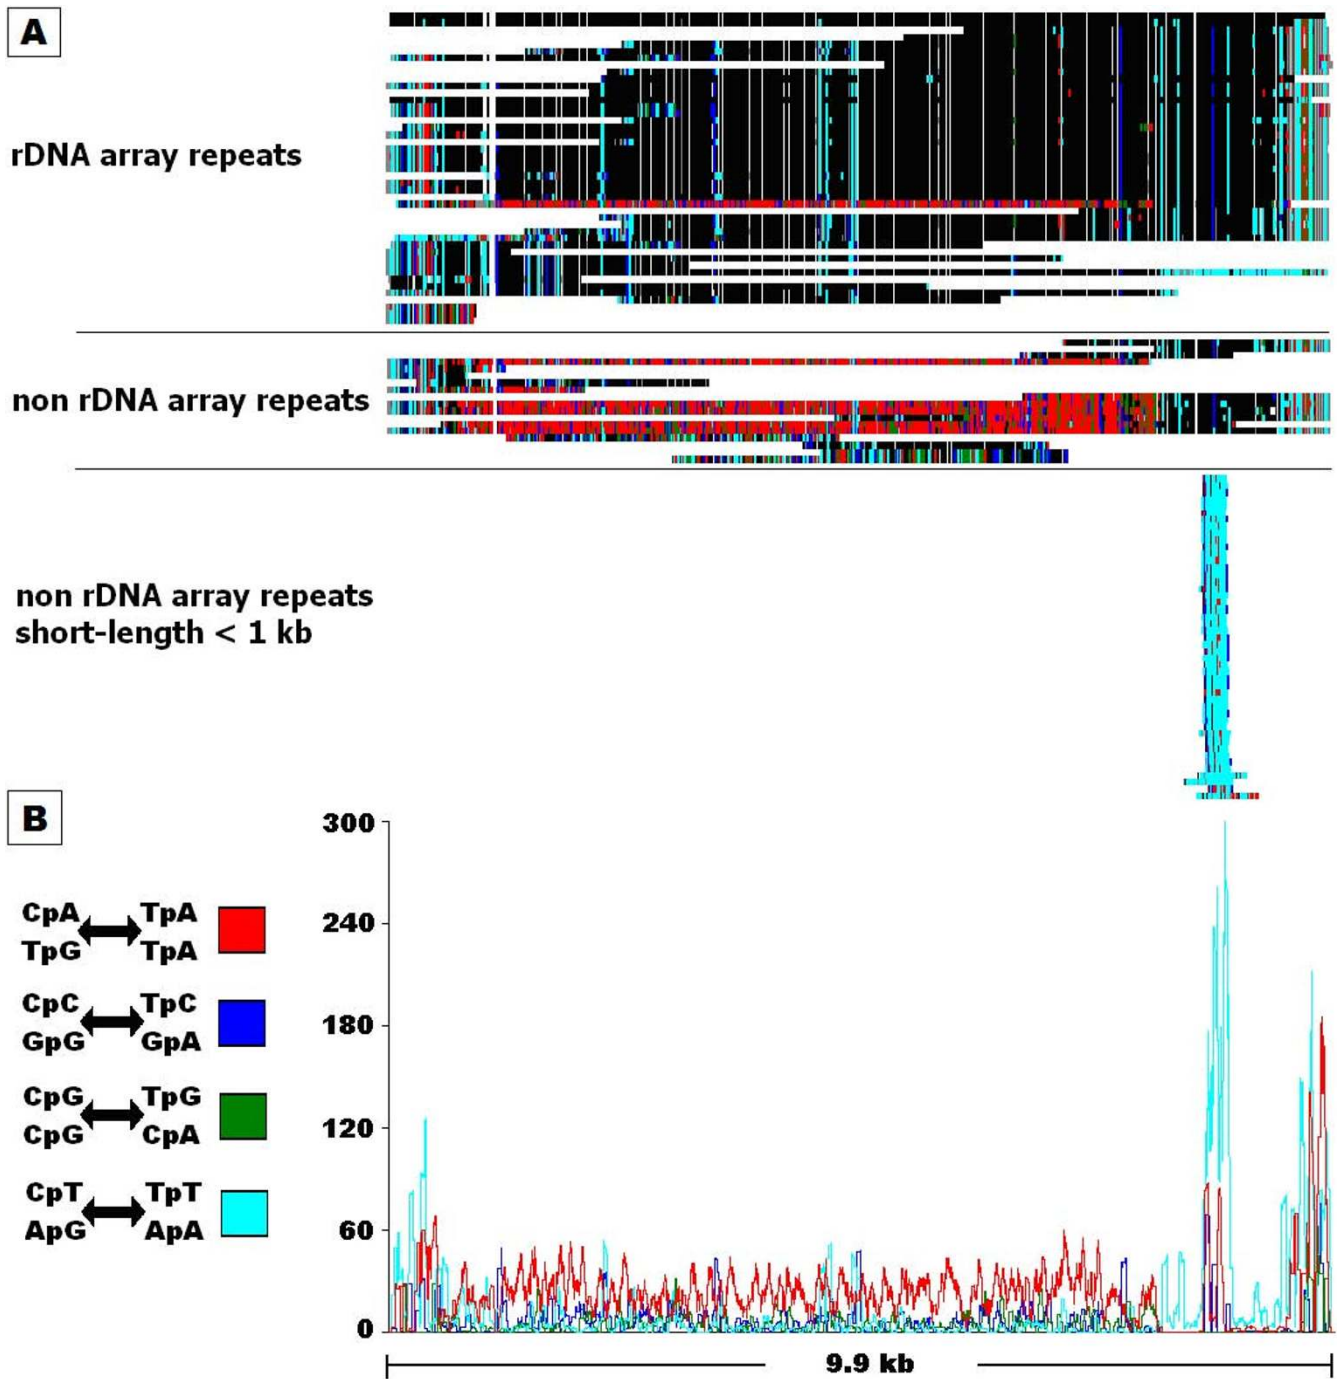 A
rDNA array repeats
non rDNA array repeats
non rDNA array repeats
short-length < 1 kb
B
300
240
180
120
60
0
CpA TpA
TpG TpA
CpC TpC
GpG GpA
CpG TpG
CpG CpA
CpT TpT
ApG ApA
9.9 kb